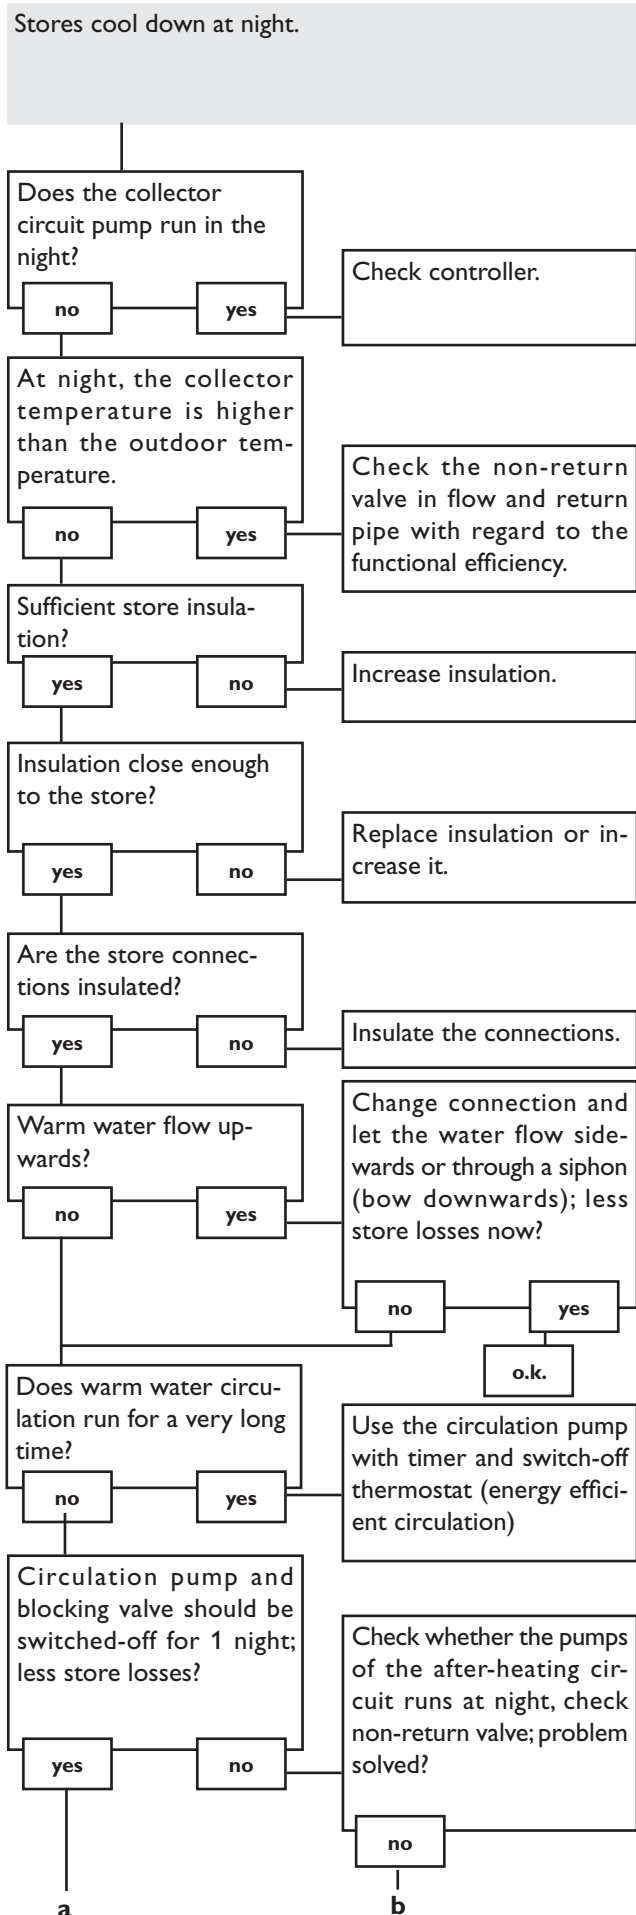 Stores cool down at night.
Does the collector
circuit pump run in the
night?
no
yes
Check controller.
At night, the collector
temperature is higher
than the outdoor tem-
perature.
no
yes
Check the non-return
valve in flow and return
pipe with regard to the
functional efficiency.
Sufficient store insula-
tion?
yes
no
Increase insulation.
Insulation close enough
to the store?
yes
no
Replace insulation or in-
crease it.
Are the store connec-
tions insulated?
yes
no
Insulate the connections.
Warm water flow up-
wards?
no
yes
Change connection and
let the water flow side-
wards or through a siphon
(bow downwards); less
store losses now?
no
yes
o.k.
Does warm water circu-
lation run for a very long
time?
no
yes
Use the circulation pump
with timer and switch-off
thermostat (energy effici-
ent circulation)
Circulation pump and
blocking valve should be
switched-off for 1 night;
less store losses?
yes
no
Check whether the pumps
of the after-heating cir-
cuit runs at night, check
non-return valve; problem
solved?
no
a
b